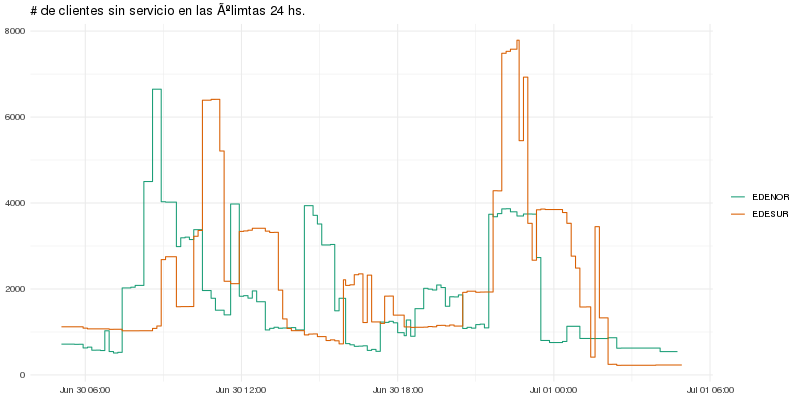 # de clientes sin servicio en las Ãºlimtas 24 hs.
8000
6000
4000
2000
0
Jun 30 06:00
Jun 30 12:00
Jun 30 18:00
Jul 01 00:00
Jul 01 06:00
EDENOR
EDESUR